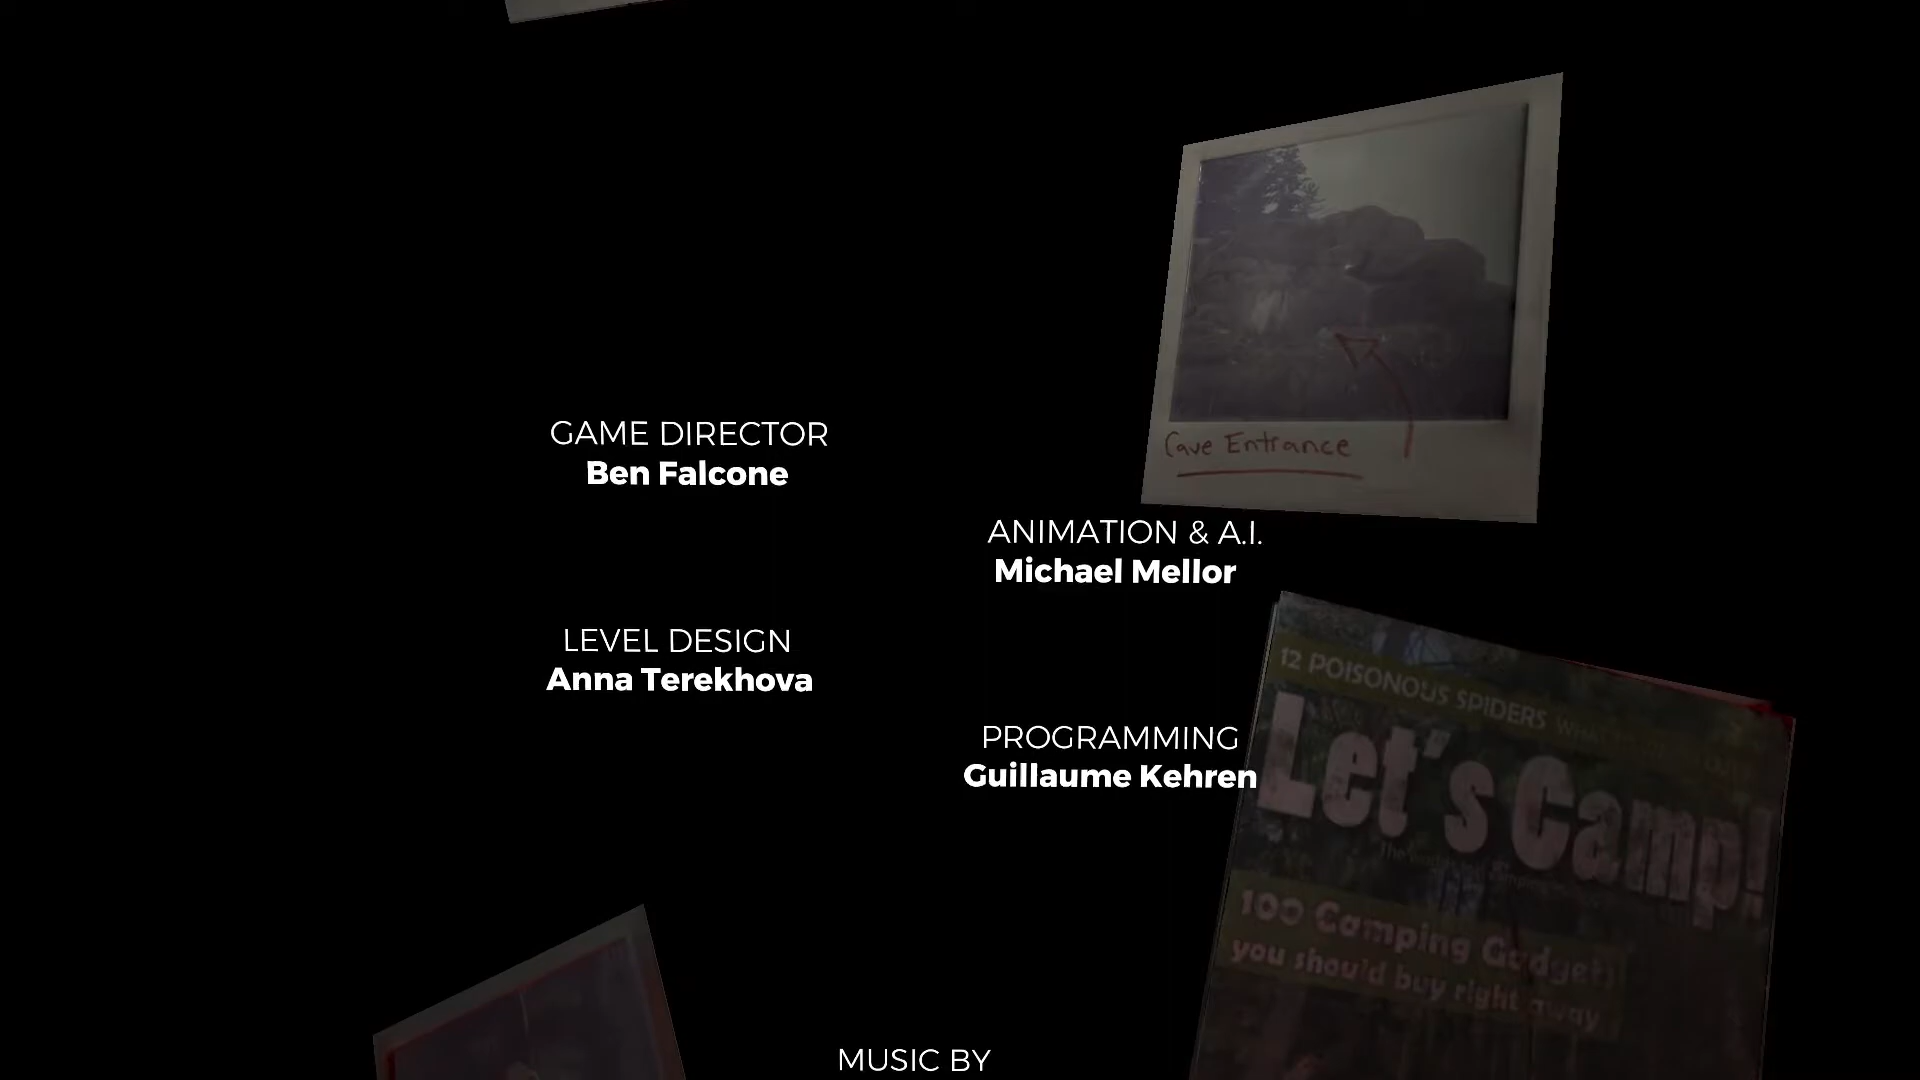 Cave Entrance
GAME DIRECTOR
Ben Falcone
ANIMATION & A.I.
Michael Mellor
LEVEL DESIGN
Anna Terekhova
PROGRAMMING
Guillaume Kehren
12 POISONOUS SPIDERS
Let's Camp!
100 Camping Gadgets
you should buy right away
MUSIC BY